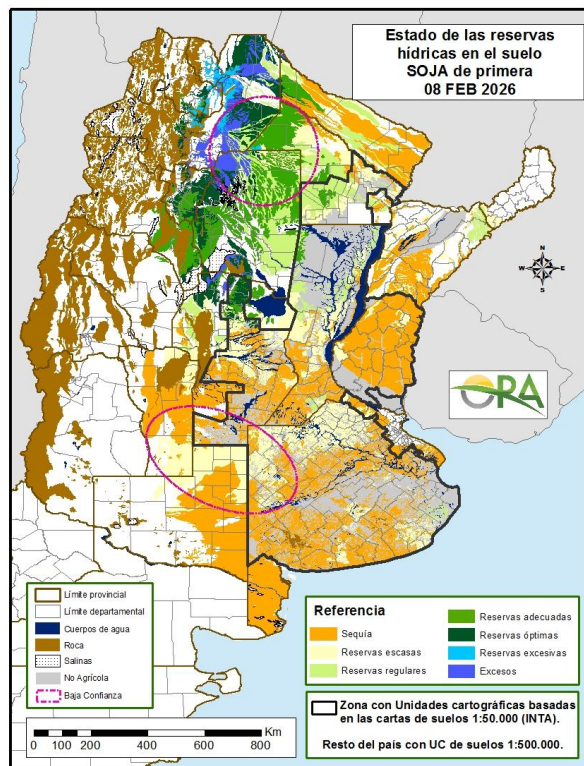 Estado de las reservas
hídricas en el suelo
SOJA de primera
08 FEB 2026
N
O E
S
ORA
Límite provincial
Límite departamental
Cuerpos de agua
Roca
Salinas
No Agrícola
Baja Confianza
Referencia
Sequía
Reservas escasas
Reservas regulares
Reservas adecuadas
Reservas óptimas
Reservas excesivas
Excesos
Zona con Unidades cartográficas basadas
en las cartas de suelos 1:50.000 (INTA).
Resto del país con UC de suelos 1:500.000.
Km
0 50 100 200 400 600 800